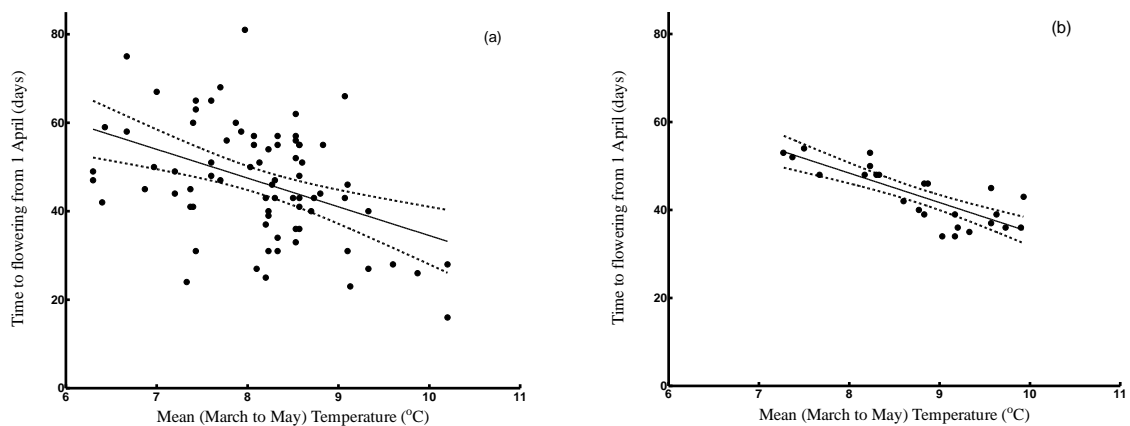 (a)
80
60
40
20
0
Time to flowering from 1 April (days)
6 7 8 9 10 11
Mean (March to May) Temperature (°C)
(b)
80
60
40
20
0
Time to flowering from 1 April (days)
6 7 8 9 10 11
Mean (March to May) Temperature (°C)